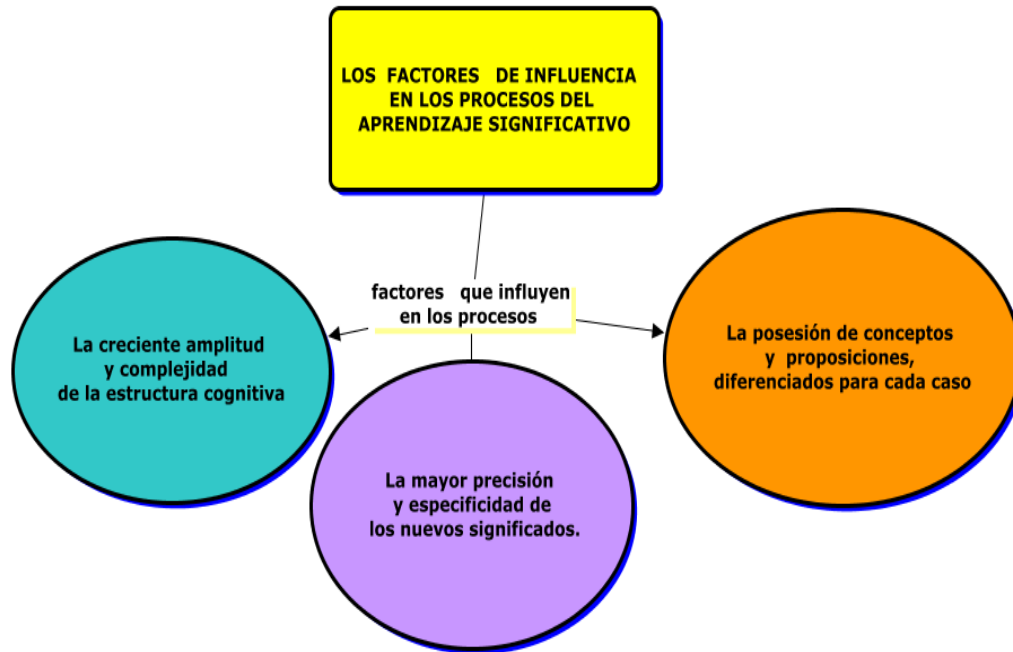 LOS FACTORES DE INFLUENCIA
EN LOS PROCESOS DEL
APRENDIZAJE SIGNIFICATIVO
factores que influyen
en los procesos
La creciente amplitud
y complejidad
de la estructura cognitiva
La mayor precisión
y especificidad de
los nuevos significados.
La posesión de conceptos
y proposiciones,
diferenciados para cada caso